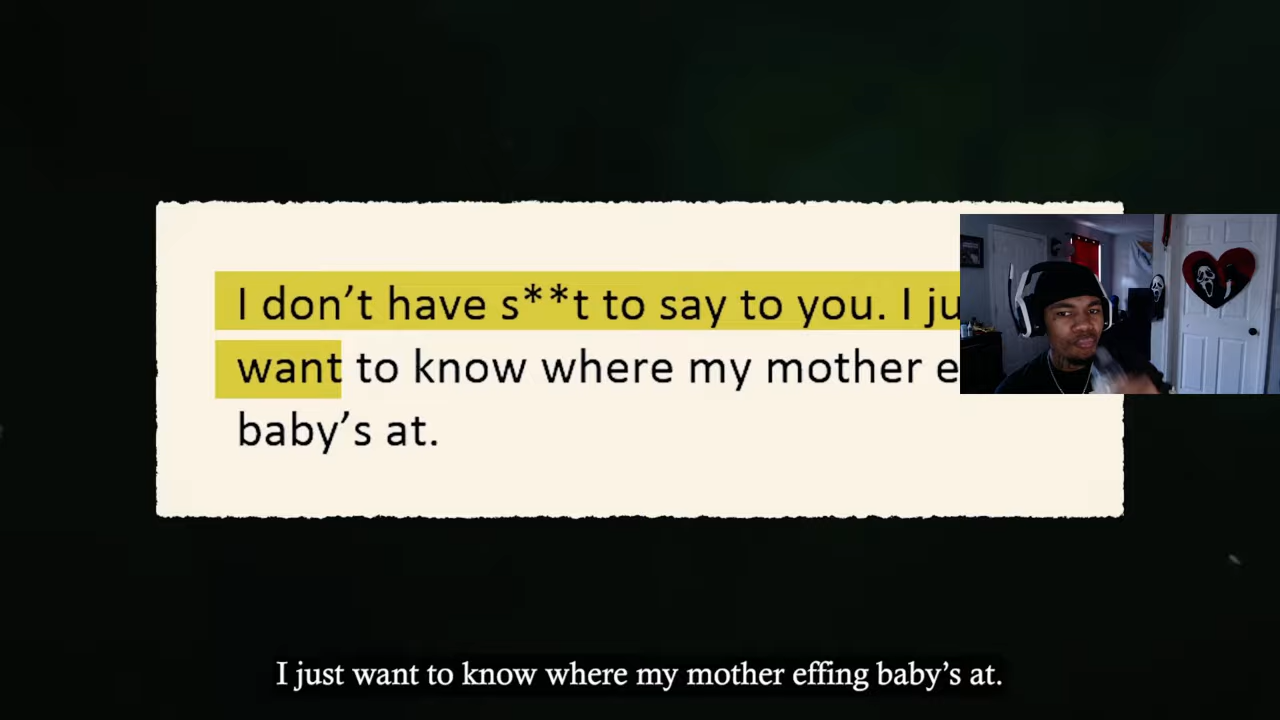 I don’t have s**t to say to you. I ju
want to know where my mother e
baby’s at.
I just want to know where my mother effing baby’s at.